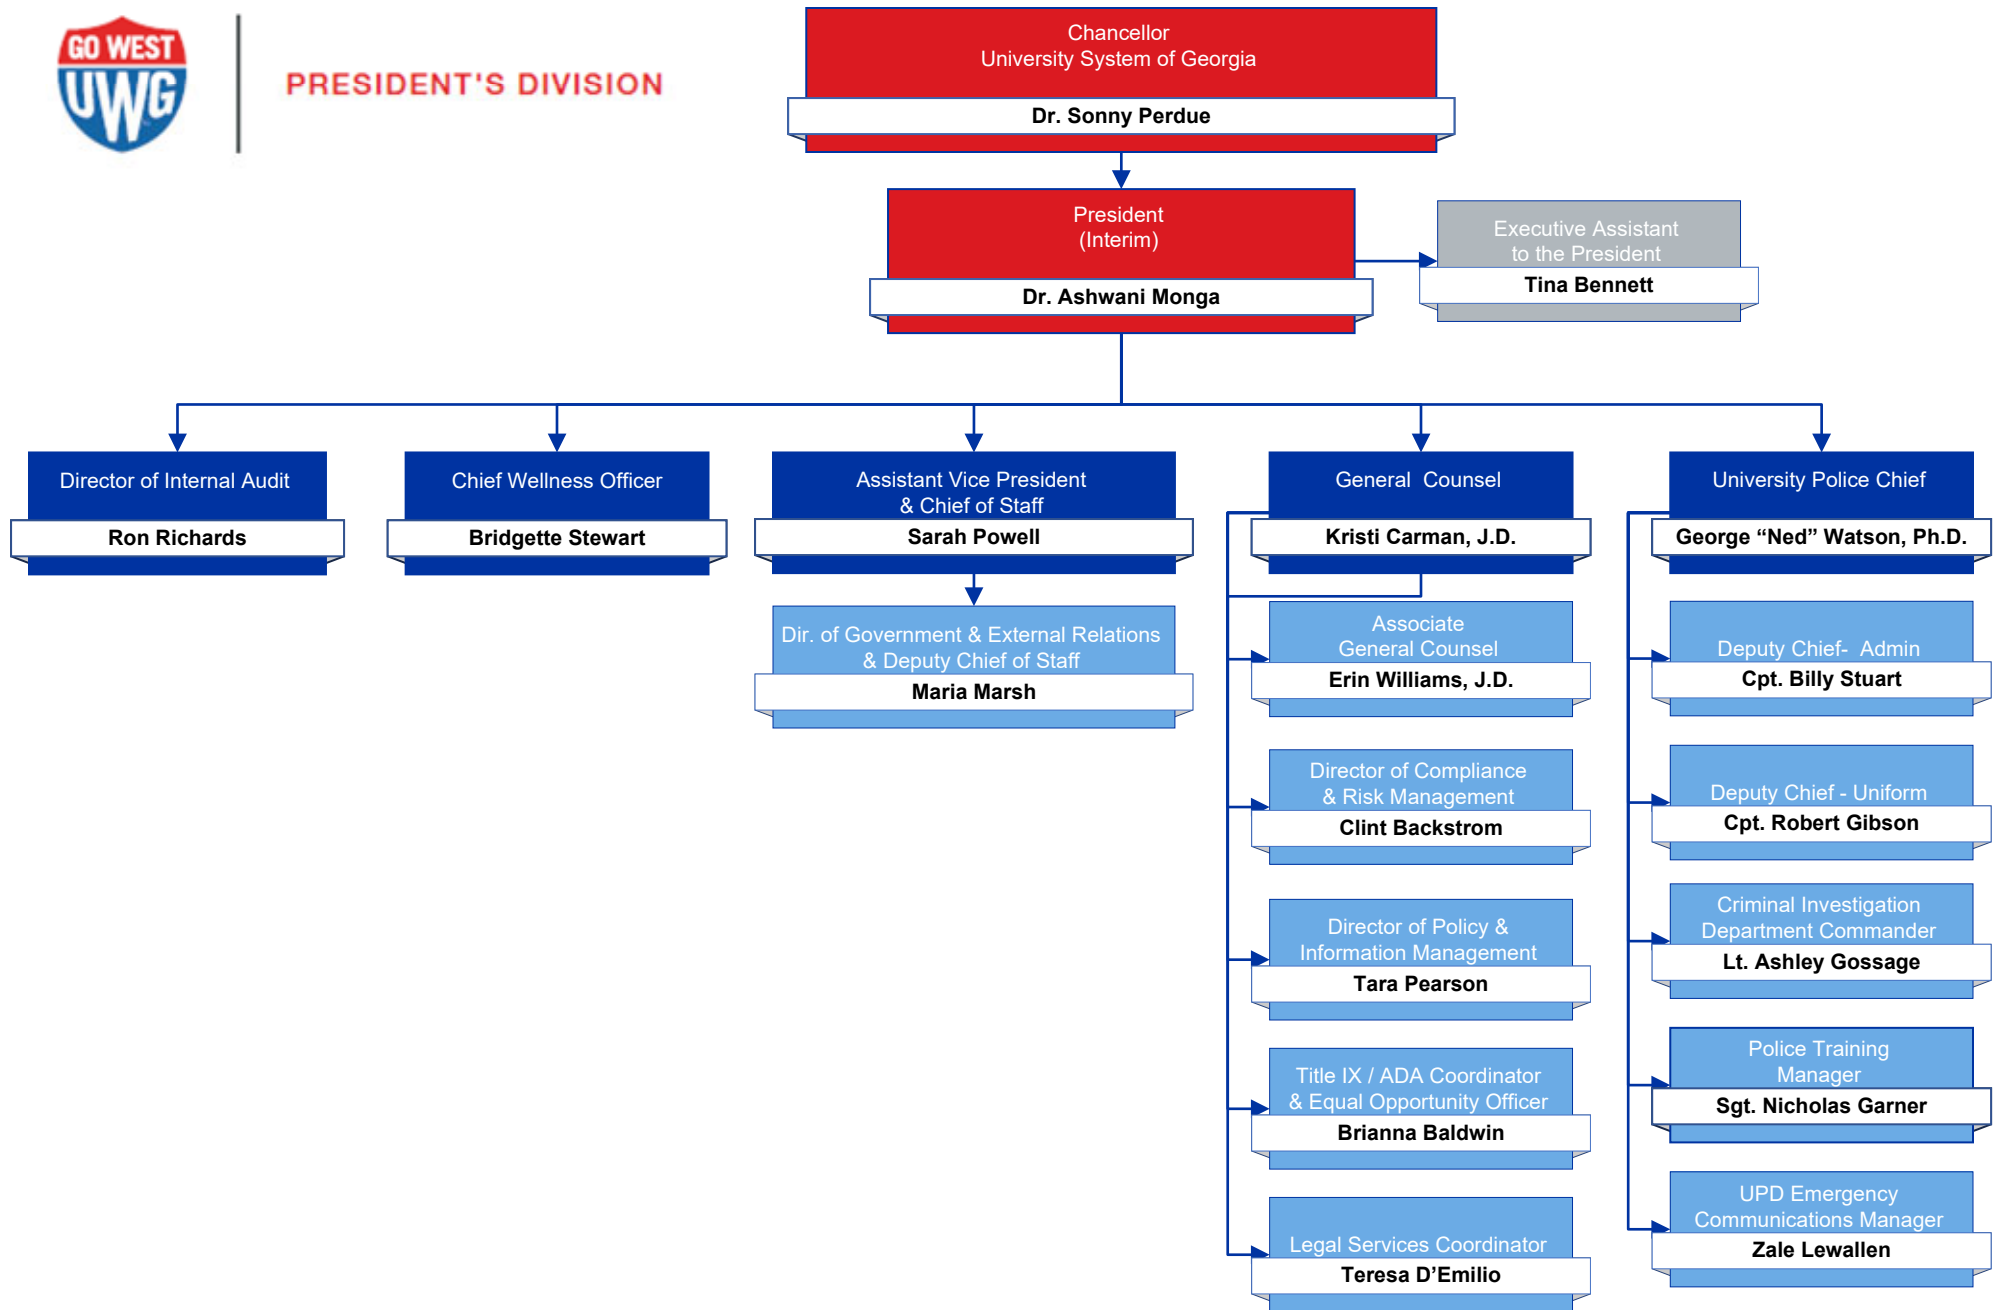 GO WEST
UWG
PRESIDENT'S DIVISION
Chancellor
University System of Georgia
Dr. Sonny Perdue
President
(Interim)
Dr. Ashwani Monga
Executive Assistant
to the President
Tina Bennett
Director of Internal Audit
Ron Richards
Chief Wellness Officer
Bridgette Stewart
Assistant Vice President
& Chief of Staff
Sarah Powell
Dir. of Government & External Relations
& Deputy Chief of Staff
Maria Marsh
General Counsel
Kristi Carman, J.D.
Associate
General Counsel
Erin Williams, J.D.
Director of Compliance
& Risk Management
Clint Backstrom
Director of Policy &
Information Management
Tara Pearson
Title IX / ADA Coordinator
& Equal Opportunity Officer
Brianna Baldwin
Legal Services Coordinator
Teresa D’Emilio
University Police Chief
George “Ned” Watson, Ph.D.
Deputy Chief- Admin
Cpt. Billy Stuart
Deputy Chief - Uniform
Cpt. Robert Gibson
Criminal Investigation
Department Commander
Lt. Ashley Gossage
Police Training
Manager
Sgt. Nicholas Garner
UPD Emergency
Communications Manager
Zale Lewallen